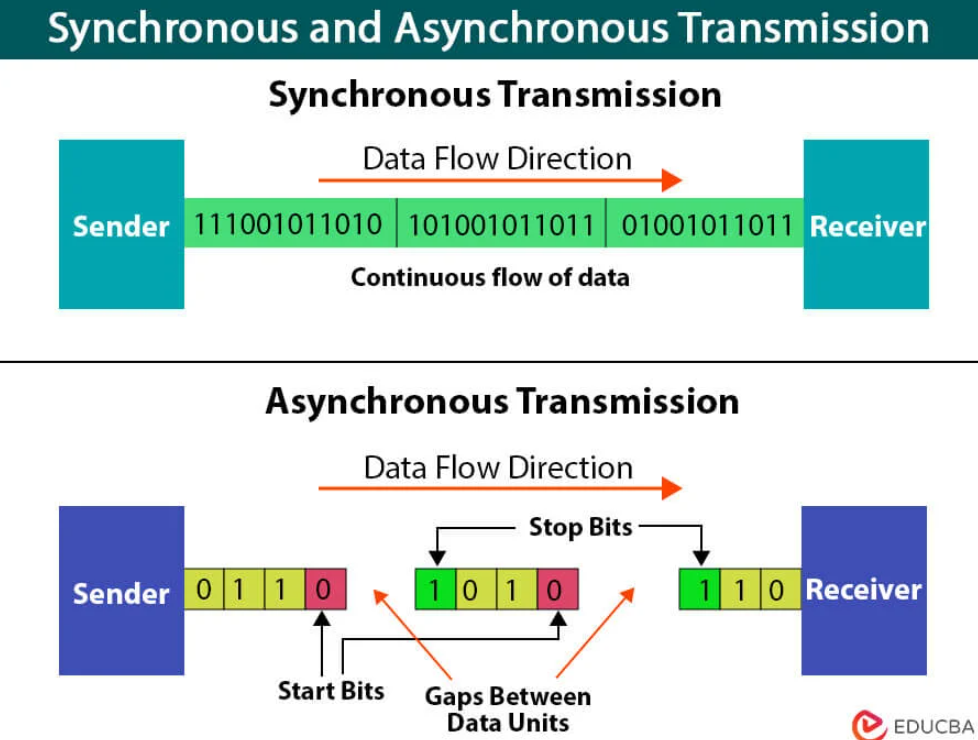 Synchronous and Asynchronous Transmission
Synchronous Transmission
Data Flow Direction
Sender
111001011010 101001011011 01001011011
Receiver
Continuous flow of data
Asynchronous Transmission
Data Flow Direction
Stop Bits
Sender
0 1 1 0
1 0 1 0
1 1 0
Receiver
Start Bits
Gaps Between
Data Units
EDUCBA